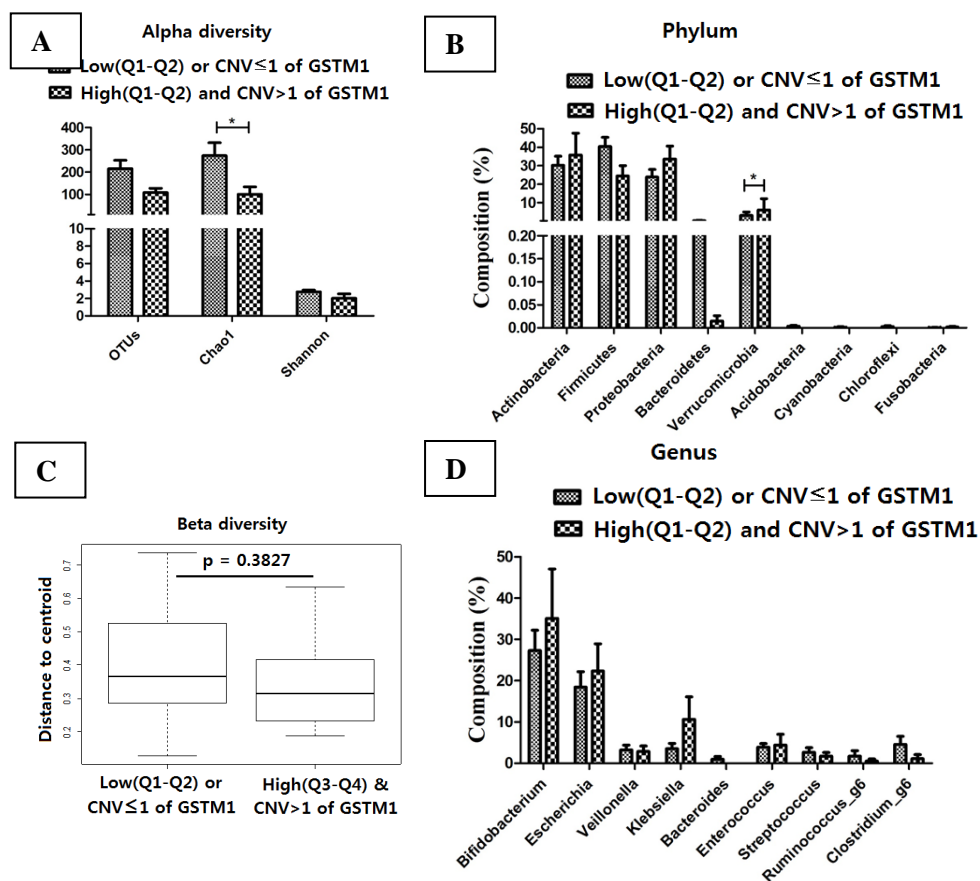 A
Alpha diversity
Low(Q1-Q2) or CNV≤1 of GSTM1
High(Q1-Q2) and CNV>1 of GSTM1
*
400
300
200
100
10
8
6
4
2
0
OTUs
Chao1
Shannon
B
Phylum
Low(Q1-Q2) or CNV≤1 of GSTM1
High(Q1-Q2) and CNV>1 of GSTM1
Composition (%)
50
40
30
20
10
0.20
0.15
0.10
0.05
0.00
*
Actinobacteria
Firmicutes
Proteobacteria
Bacteroidetes
Verrucomicrobia
Acidobacteria
Cyanobacteria
Chloroflexi
Fusobacteria
C
Beta diversity
p = 0.3827
Distance to centroid
0.7
0.6
0.5
0.4
0.3
0.2
Low(Q1-Q2) or
CNV≤1 of GSTM1
High(Q3-Q4) &
CNV>1 of GSTM1
D
Genus
Low(Q1-Q2) or CNV≤1 of GSTM1
High(Q1-Q2) and CNV>1 of GSTM1
Composition (%)
50
40
30
20
10
0
Bifidobacterium
Escherichia
Veillonella
Klebsiella
Bacteroides
Enterococcus
Streptococcus
Ruminococcus_g6
Clostridium_g6